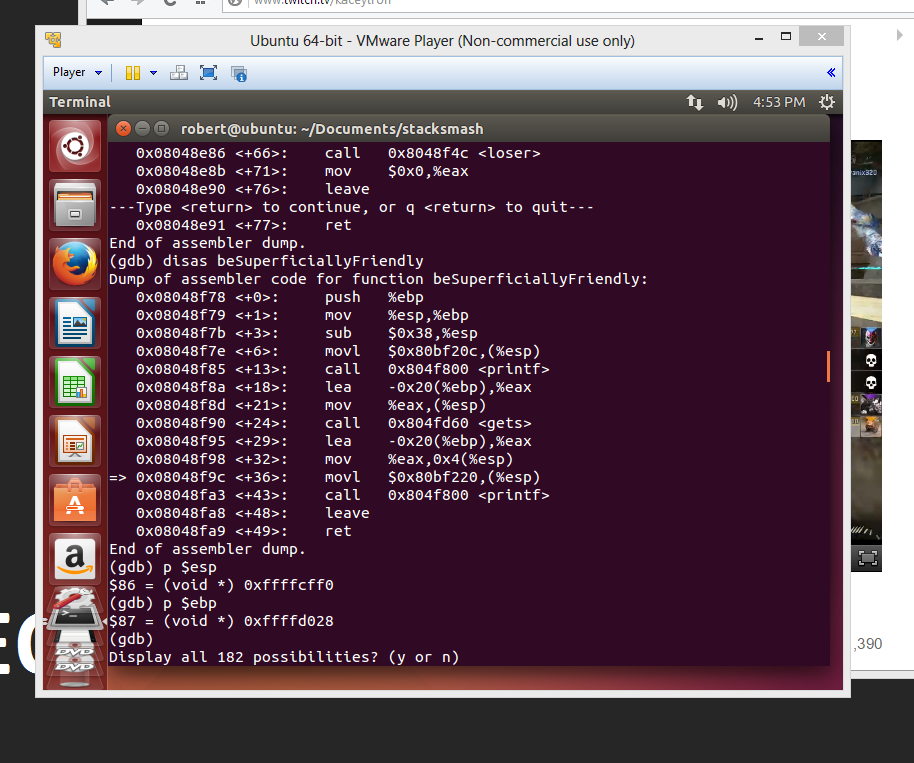 www.twitch.tv/kaceytron
Ubuntu 64-bit - VMware Player (Non-commercial use only)
Player
Terminal
4:53 PM
robert@ubuntu: ~/Documents/stacksmash
0x08048e86 <+66>: call 0x8048f4c <loser>
0x08048e8b <+71>: mov $0x0,%eax
0x08048e90 <+76>: leave
---Type <return> to continue, or q <return> to quit---
0x08048e91 <+77>: ret
End of assembler dump.
(gdb) disas beSuperficiallyFriendly
Dump of assembler code for function beSuperficiallyFriendly:
0x08048f78 <+0>: push %ebp
0x08048f79 <+1>: mov %esp,%ebp
0x08048f7b <+3>: sub $0x38,%esp
0x08048f7e <+6>: movl $0x80bf20c,(%esp)
0x08048f85 <+13>: call 0x804f800 <printf>
0x08048f8a <+18>: lea -0x20(%ebp),%eax
0x08048f8d <+21>: mov %eax,(%esp)
0x08048f90 <+24>: call 0x804fd60 <gets>
0x08048f95 <+29>: lea -0x20(%ebp),%eax
0x08048f98 <+32>: mov %eax,0x4(%esp)
=> 0x08048f9c <+36>: movl $0x80bf220,(%esp)
0x08048fa3 <+43>: call 0x804f800 <printf>
0x08048fa8 <+48>: leave
0x08048fa9 <+49>: ret
End of assembler dump.
(gdb) p $esp
$86 = (void *) 0xffffcff0
(gdb) p $ebp
$87 = (void *) 0xffffd028
(gdb)
Display all 182 possibilities? (y or n)
DVD
DVD
,390